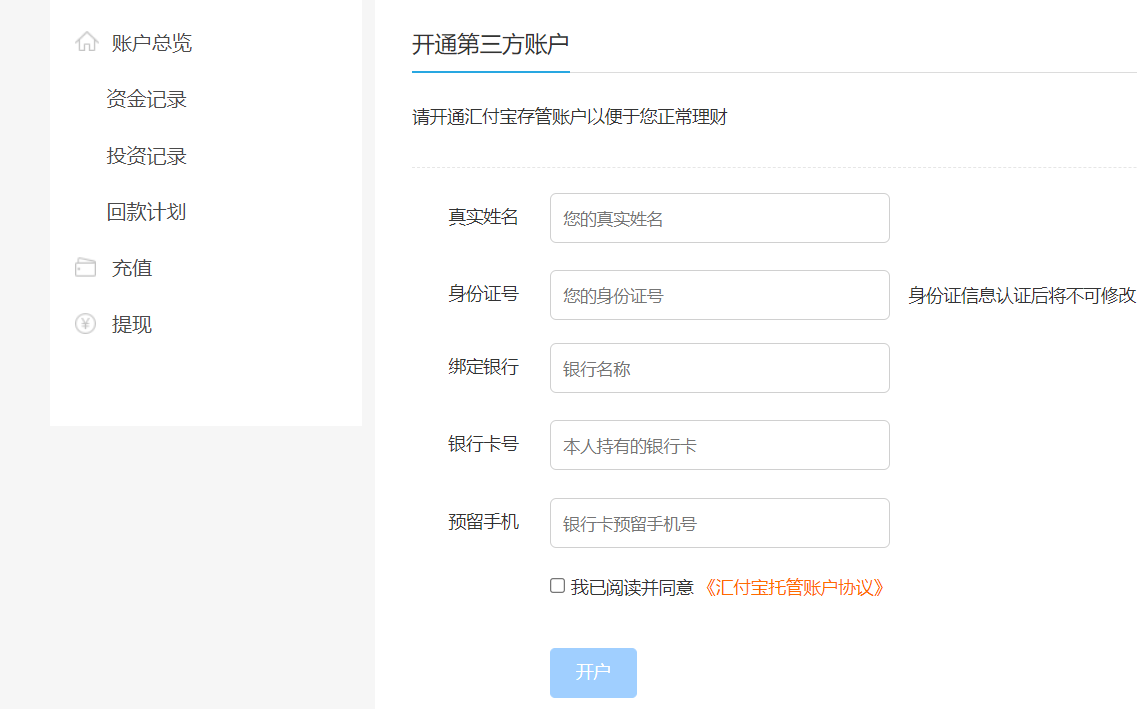 账户总览
资金记录
投资记录
回款计划
充值
提现
开通第三方账户
请开通汇付宝存管账户以便于您正常理财
真实姓名 您的真实姓名
身份证号 您的身份证号 身份证信息认证后将不可修改
绑定银行 银行名称
银行卡号 本人持有的银行卡
预留手机 银行卡预留手机号
我已阅读并同意 《汇付宝托管账户协议》
开户